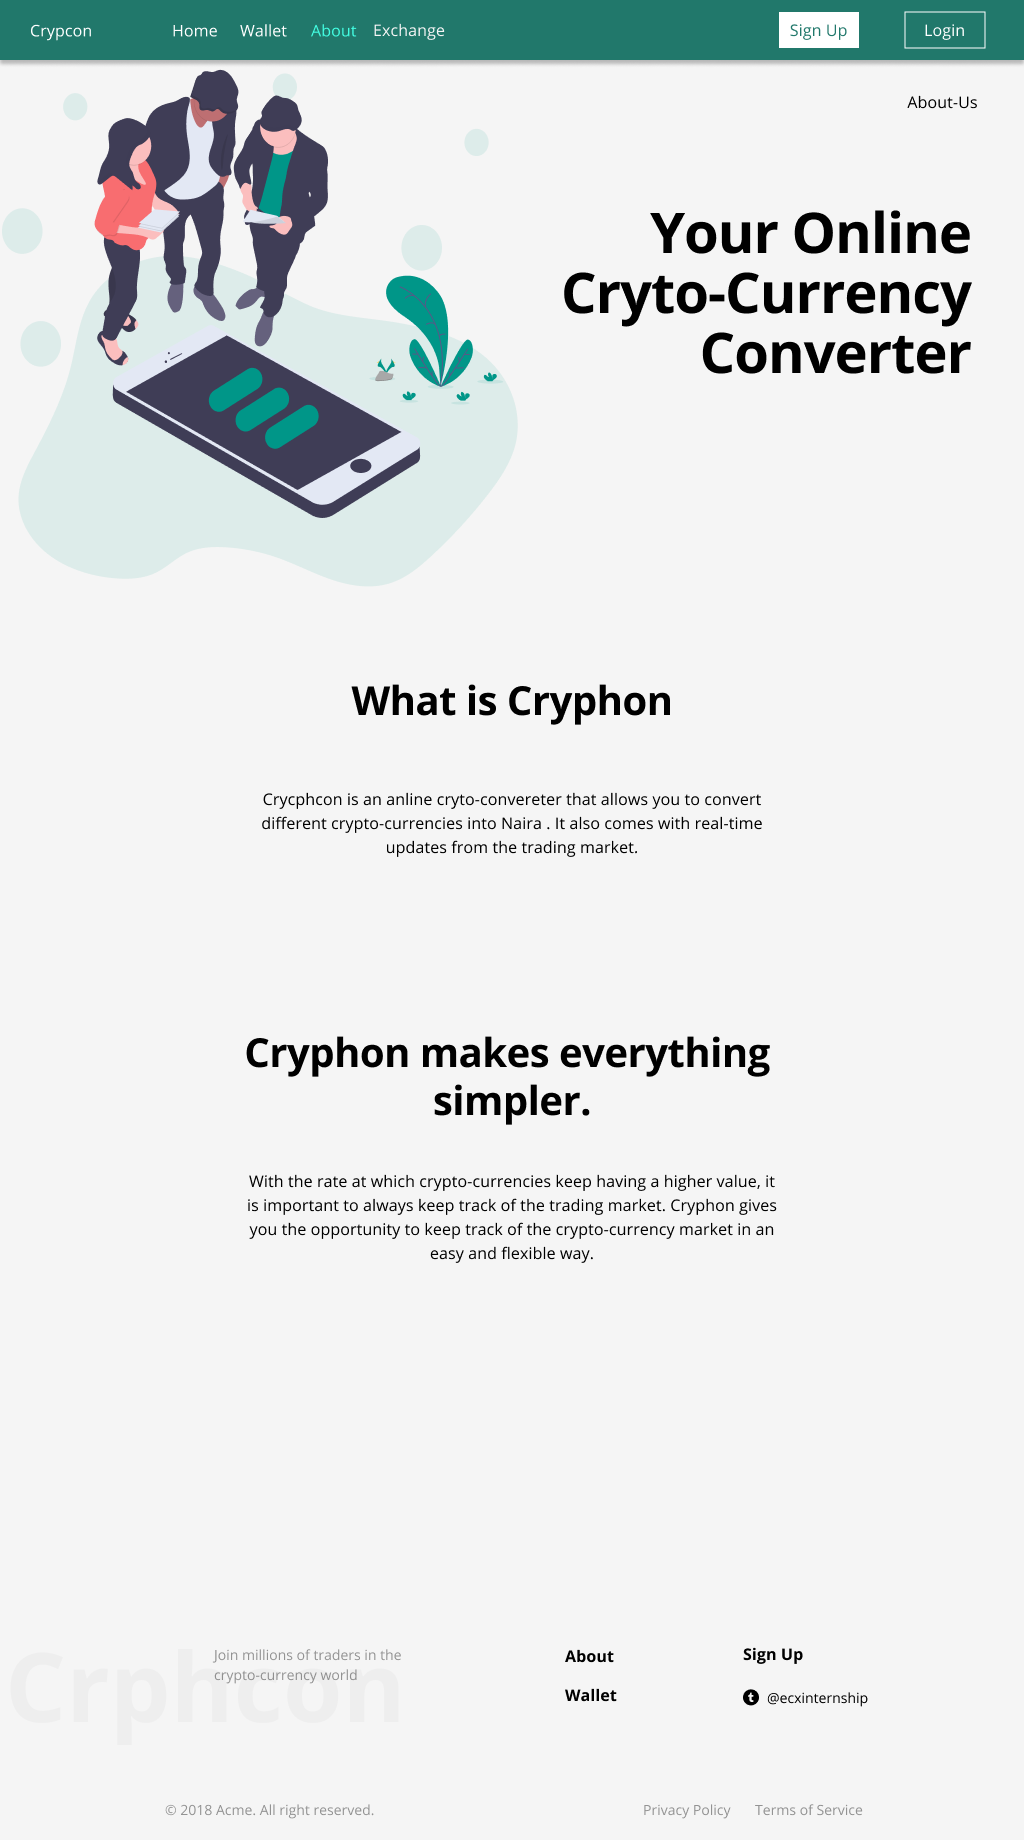 Crypcon Home Wallet About Exchange Sign Up Login
About-Us
Your Online
Cryto-Currency
Converter
What is Cryphon
Crycphcon is an anline cryto-convereter that allows you to convert
different crypto-currencies into Naira . It also comes with real-time
updates from the trading market.
Cryphon makes everything
simpler.
With the rate at which crypto-currencies keep having a higher value, it
is important to always keep track of the trading market. Cryphon gives
you the opportunity to keep track of the crypto-currency market in an
easy and flexible way.
Crphcon
Join millions of traders in the
crypto-currency world
About
Wallet
Sign Up
@ecxinternship
© 2018 Acme. All right reserved.
Privacy Policy Terms of Service